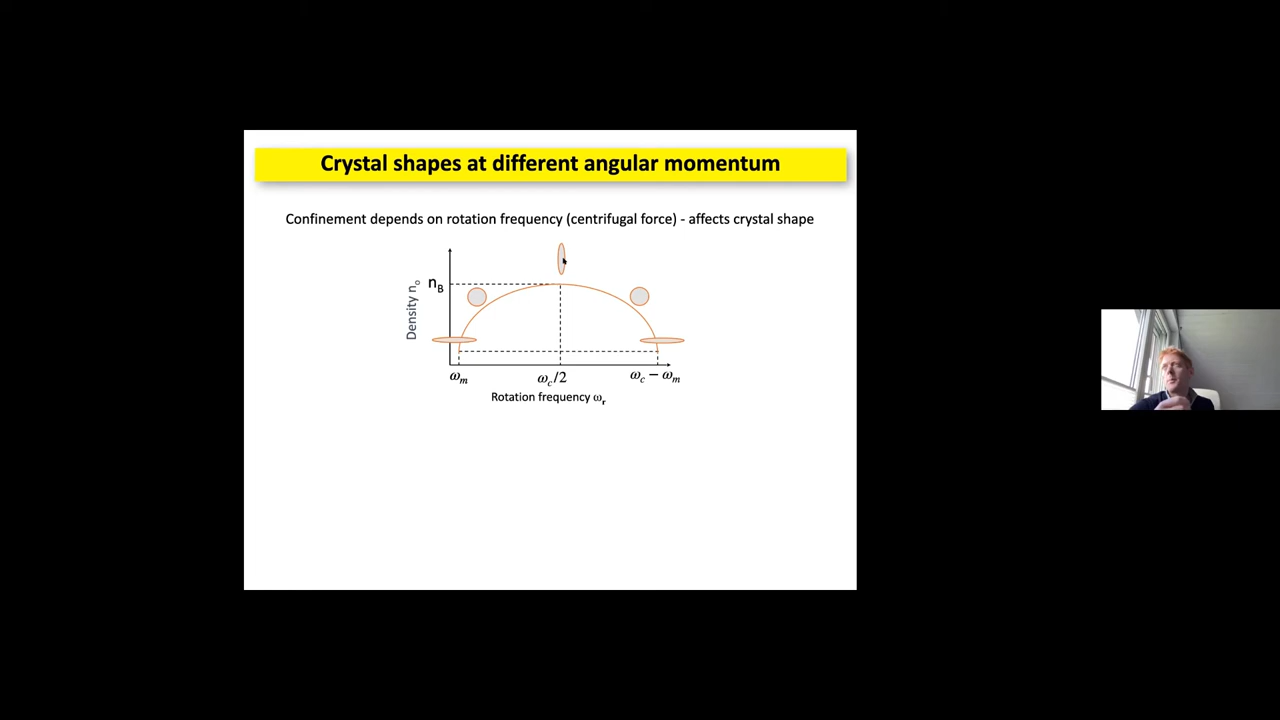 Crystal shapes at different angular momentum
Confinement depends on rotation frequency (centrifugal force) - affects crystal shape
Density nₒ
n_B
ω_m
ω_c/2
ω_c − ω_m
Rotation frequency ω_r